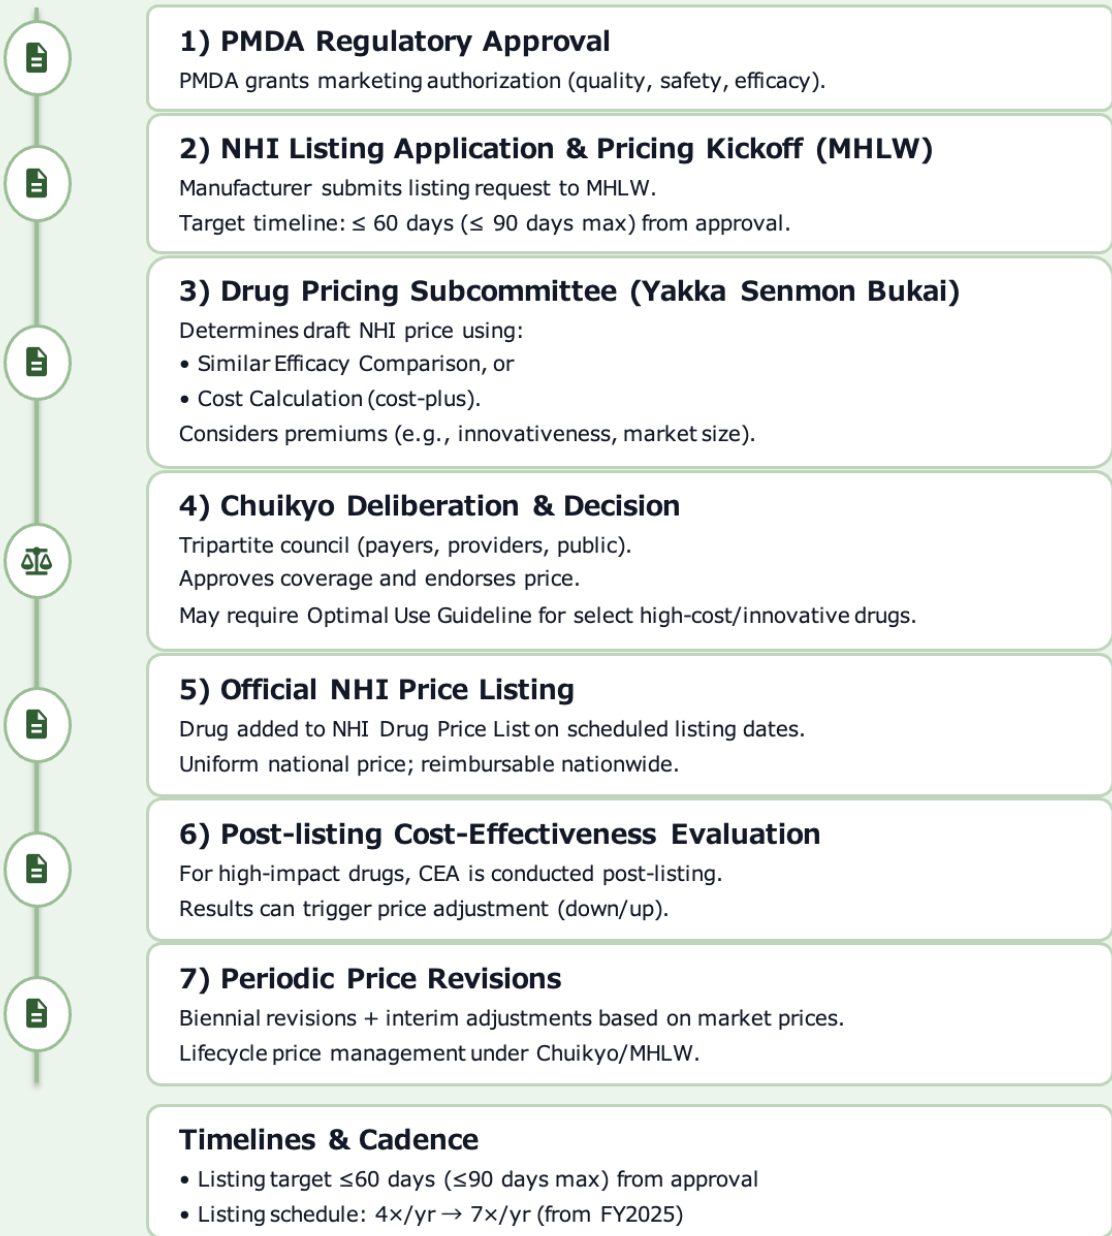 1) PMDA Regulatory Approval
PMDA grants marketing authorization (quality, safety, efficacy).
2) NHI Listing Application & Pricing Kickoff (MHLW)
Manufacturer submits listing request to MHLW.
Target timeline: ≤ 60 days (≤ 90 days max) from approval.
3) Drug Pricing Subcommittee (Yakka Senmon Bukai)
Determines draft NHI price using:
• Similar Efficacy Comparison, or
• Cost Calculation (cost-plus).
Considers premiums (e.g., innovativeness, market size).
4) Chuikyo Deliberation & Decision
Tripartite council (payers, providers, public).
Approves coverage and endorses price.
May require Optimal Use Guideline for select high-cost/innovative drugs.
5) Official NHI Price Listing
Drug added to NHI Drug Price List on scheduled listing dates.
Uniform national price; reimbursable nationwide.
6) Post-listing Cost-Effectiveness Evaluation
For high-impact drugs, CEA is conducted post-listing.
Results can trigger price adjustment (down/up).
7) Periodic Price Revisions
Biennial revisions + interim adjustments based on market prices.
Lifecycle price management under Chuikyo/MHLW.
Timelines & Cadence
• Listing target ≤60 days (≤90 days max) from approval
• Listing schedule: 4×/yr → 7×/yr (from FY2025)